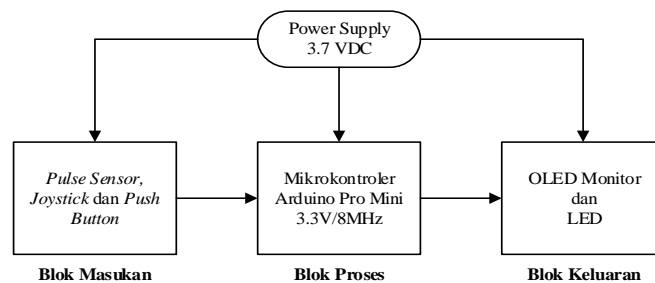 Power Supply
3.7 VDC
Pulse Sensor,
Joystick dan Push
Button
Mikrokontroler
Arduino Pro Mini
3.3V/8MHz
OLED Monitor
dan
LED
Blok Masukan
Blok Proses
Blok Keluaran